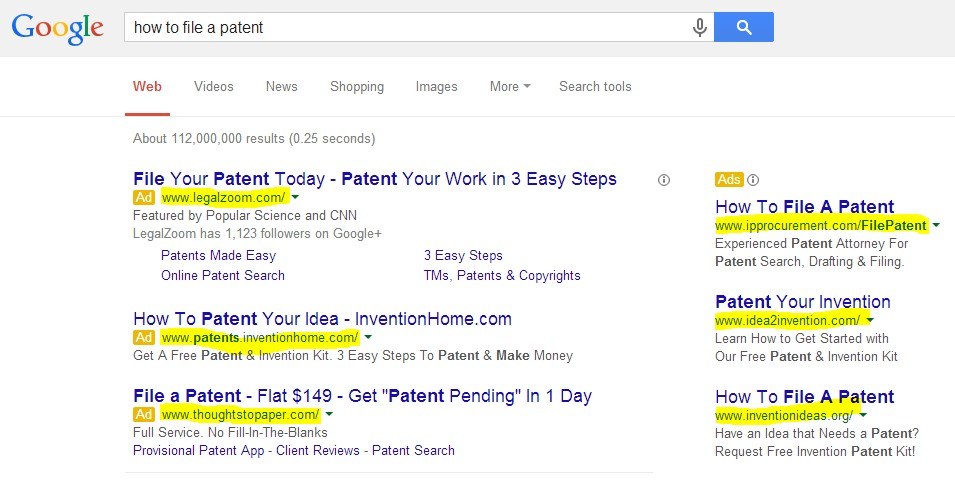 Google
how to file a patent
Web Videos News Shopping Images More Search tools
About 112,000,000 results (0.25 seconds)
File Your Patent Today - Patent Your Work in 3 Easy Steps
Ad www.legalzoom.com/
Featured by Popular Science and CNN
LegalZoom has 1,123 followers on Google+
Patents Made Easy 3 Easy Steps
Online Patent Search TMs, Patents & Copyrights
How To Patent Your Idea - InventionHome.com
Ad www.patents.inventionhome.com/
Get A Free Patent & Invention Kit. 3 Easy Steps To Patent & Make Money
File a Patent - Flat $149 - Get "Patent Pending" In 1 Day
Ad www.thoughtstopaper.com/
Full Service. No Fill-In-The-Blanks
Provisional Patent App - Client Reviews - Patent Search
Ads
How To File A Patent
www.ipprocurement.com/FilePatent
Experienced Patent Attorney For
Patent Search, Drafting & Filing.
Patent Your Invention
www.idea2invention.com/
Learn How to Get Started with
Our Free Patent & Invention Kit
How To File A Patent
www.inventionideas.org/
Have an Idea that Needs a Patent?
Request Free Invention Patent Kit!